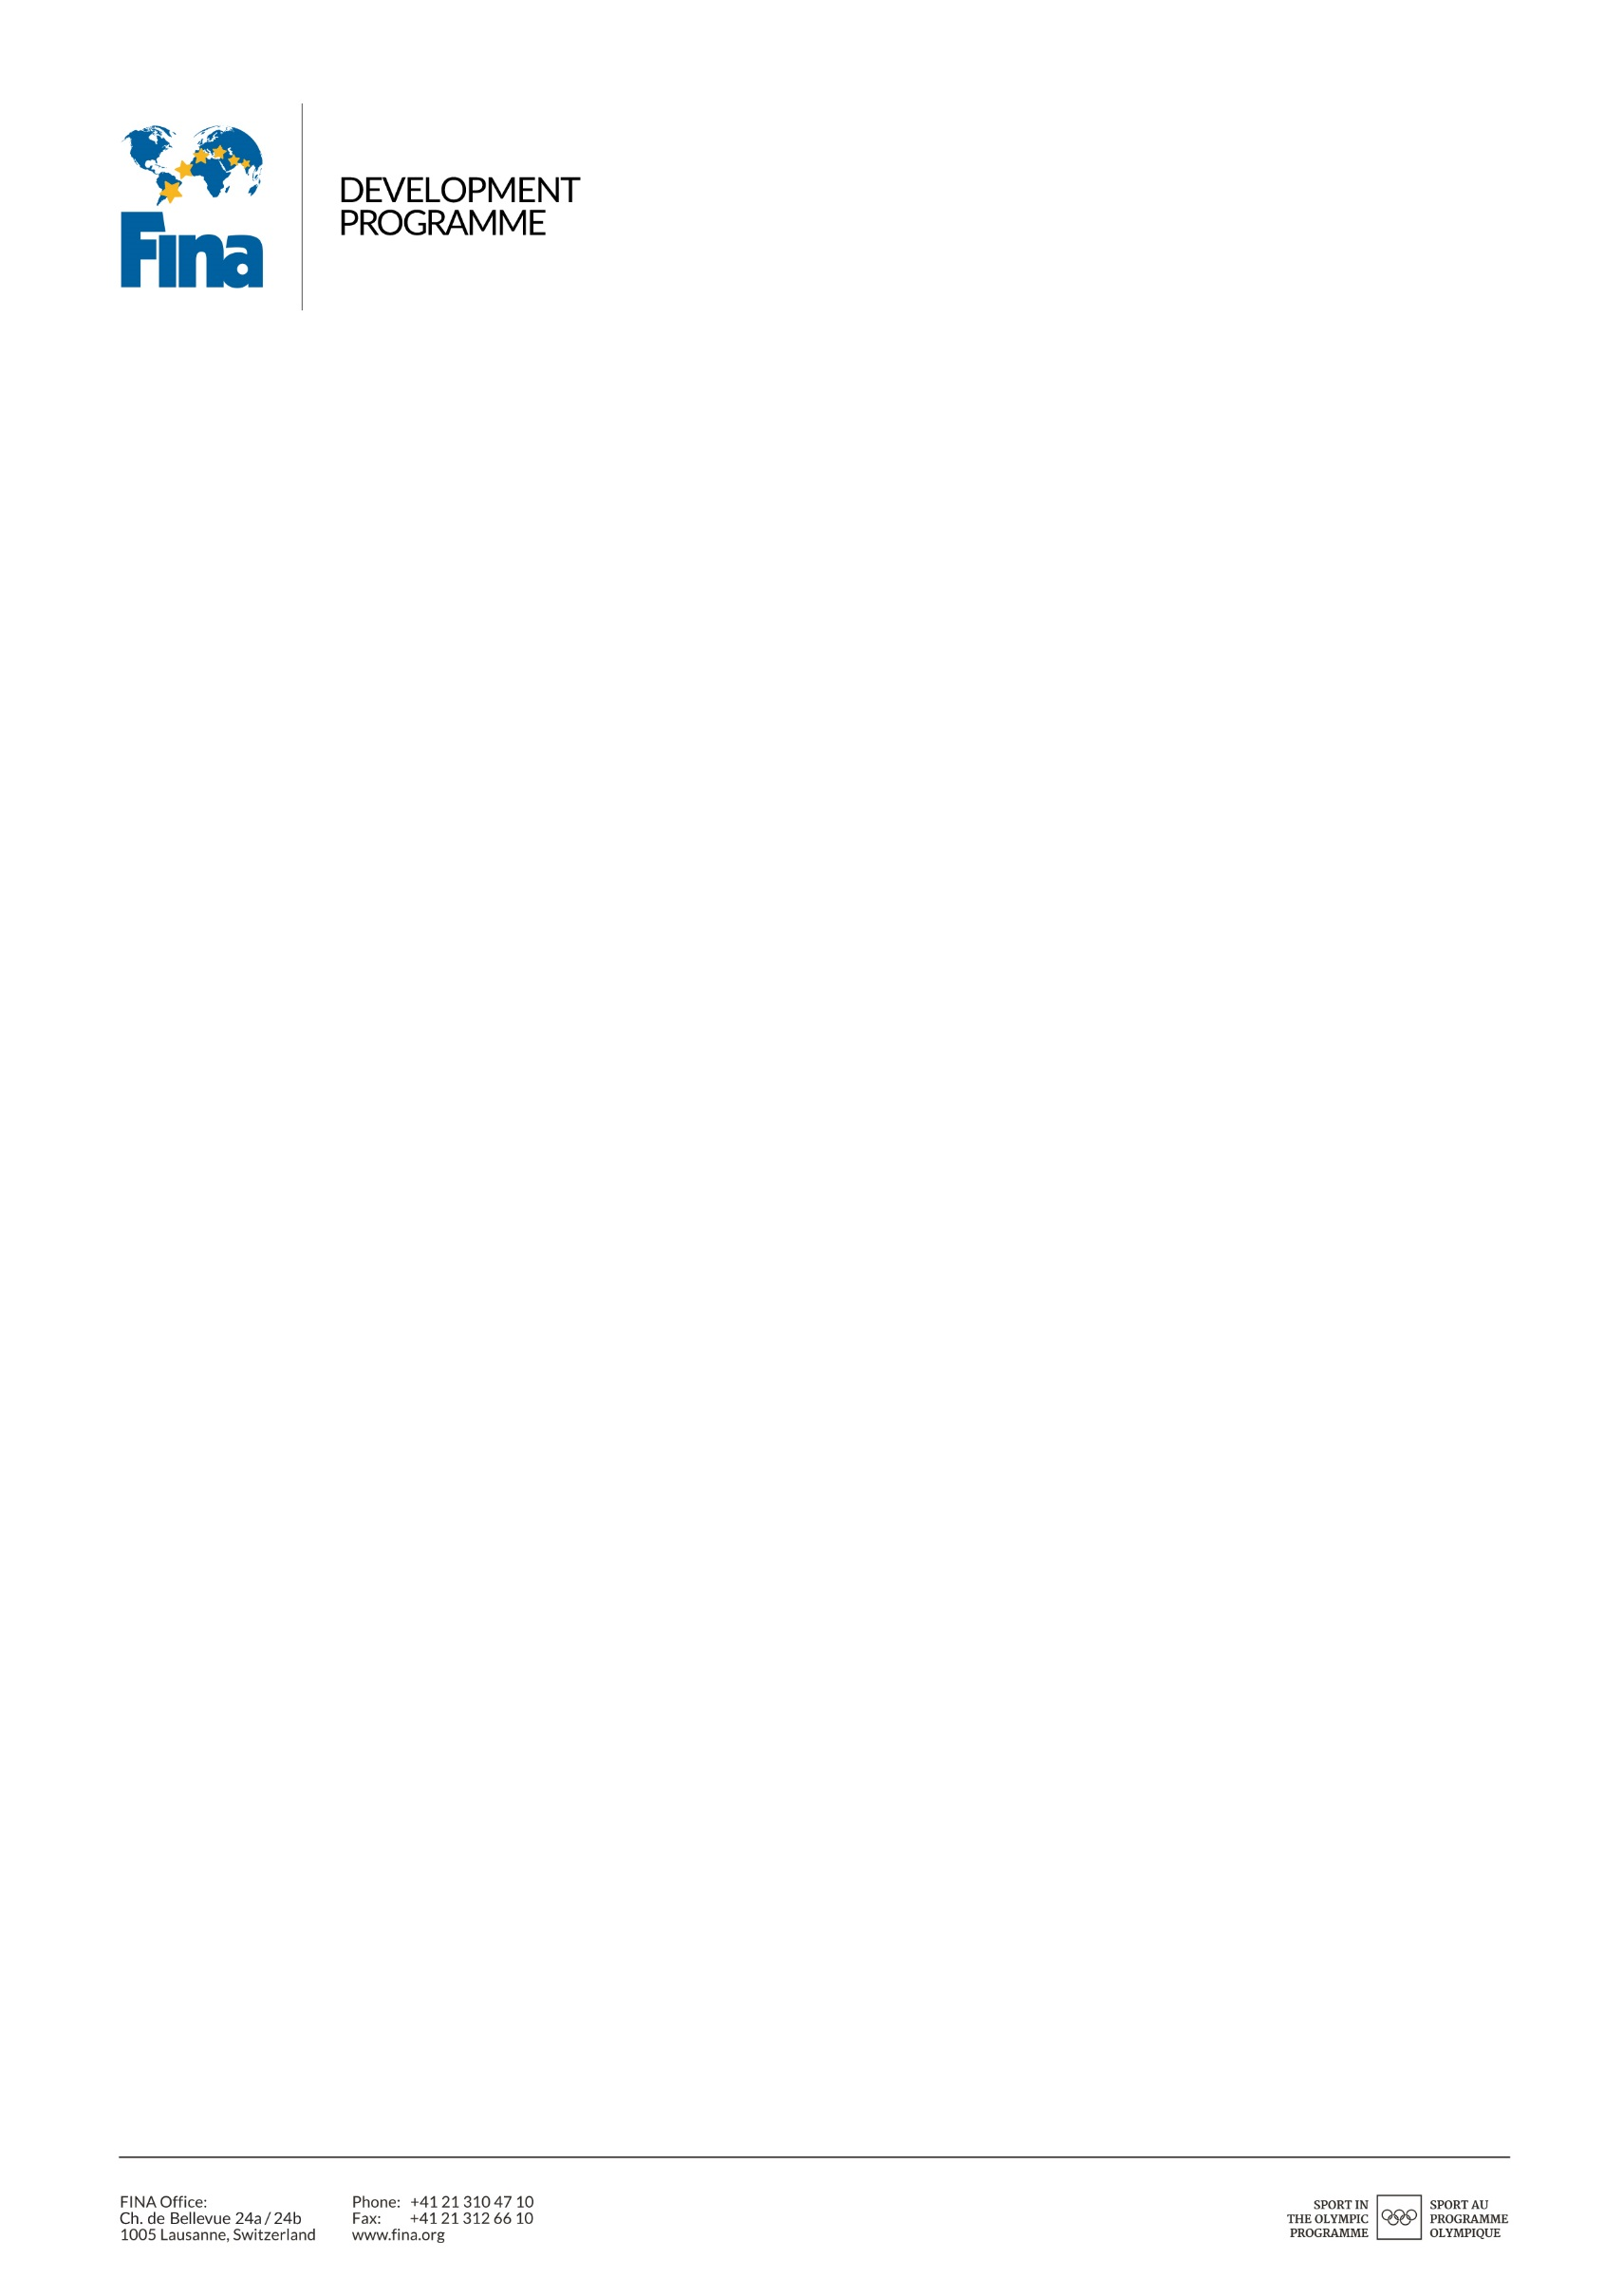 Fina
DEVELOPMENT
PROGRAMME
FINA Office:
Ch. de Bellevue 24a / 24b
1005 Lausanne, Switzerland
Phone: +41 21 310 47 10
Fax: +41 21 312 66 10
www.fina.org
SPORT IN
THE OLYMPIC
PROGRAMME
SPORT AU
PROGRAMME
OLYMPIQUE